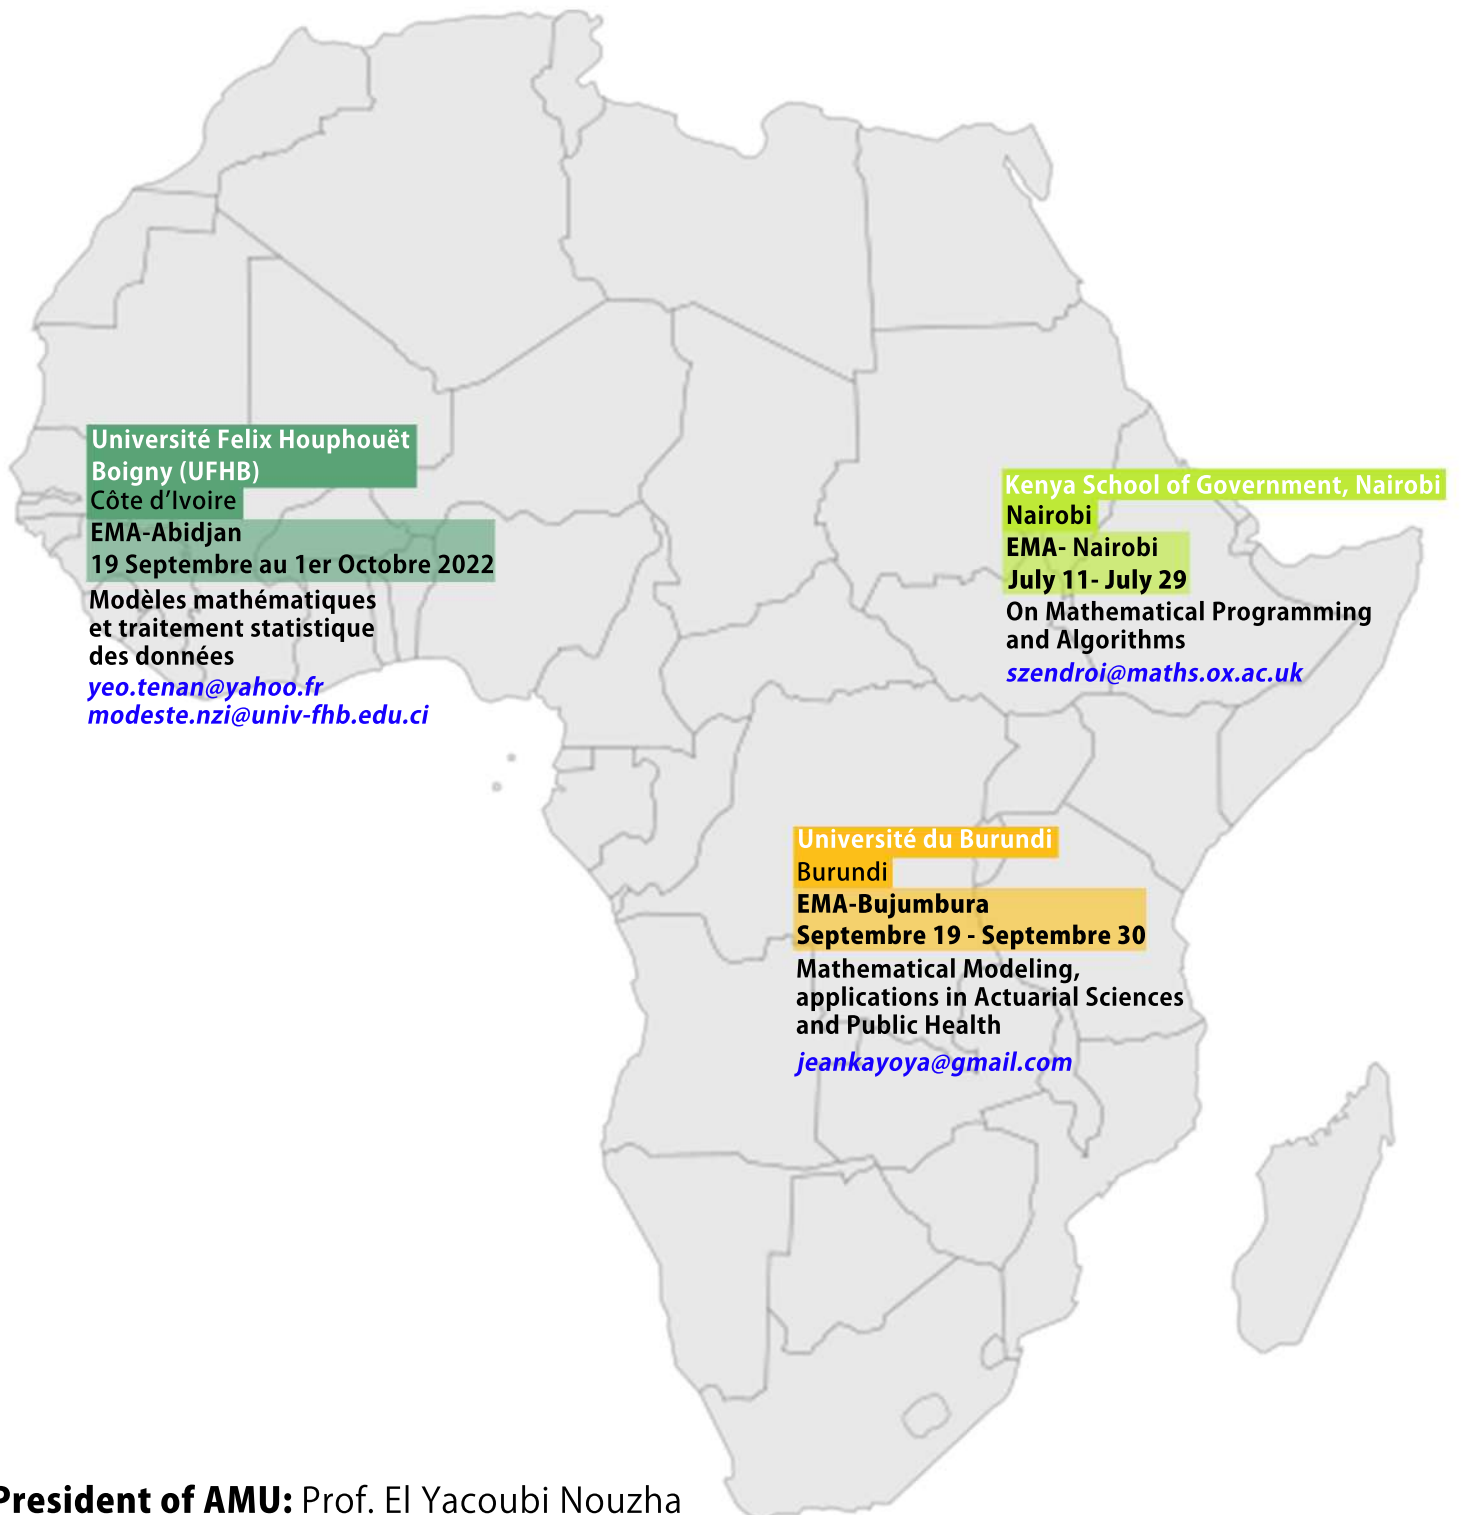 Université Felix Houphouët
Boigny (UFHB)
Côte d’Ivoire
EMA-Abidjan
19 Septembre au 1er Octobre 2022
Modèles mathématiques
et traitement statistique
des données
yeo.tenan@yahoo.fr
modeste.nzi@univ-fhb.edu.ci
Kenya School of Government, Nairobi
Nairobi
EMA- Nairobi
July 11- July 29
On Mathematical Programming
and Algorithms
szendroi@maths.ox.ac.uk
Université du Burundi
Burundi
EMA-Bujumbura
Septembre 19 - Septembre 30
Mathematical Modeling,
applications in Actuarial Sciences
and Public Health
jeankayoya@gmail.com
President of AMU: Prof. El Yacoubi Nouzha